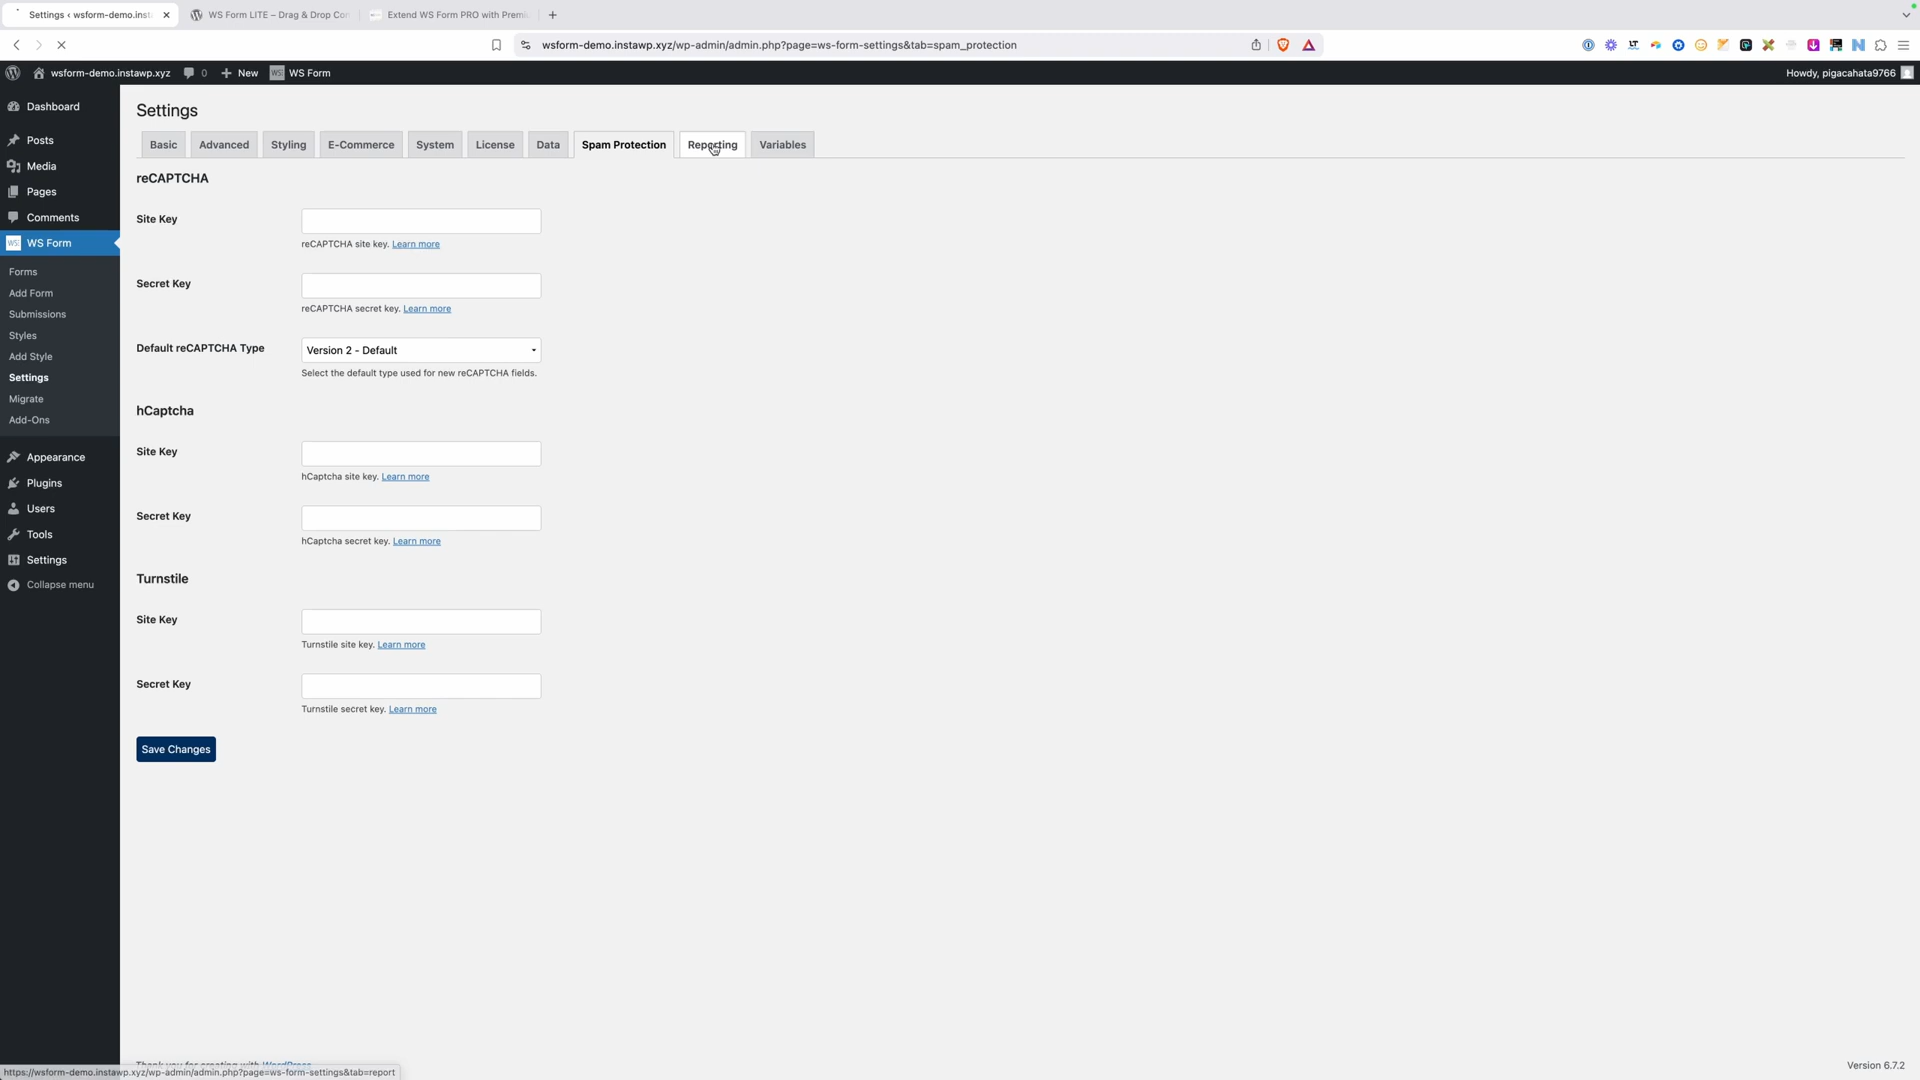 Settings ‹ wsform-demo.inst
WS Form LITE – Drag & Drop Con
Extend WS Form PRO with Premi
wsform-demo.instawp.xyz/wp-admin/admin.php?page=ws-form-settings&tab=spam_protection
wsform-demo.instawp.xyz
0
New
WS Form
Howdy, pigacahata9766
Dashboard
Posts
Media
Pages
Comments
WS Form
Forms
Add Form
Submissions
Styles
Add Style
Settings
Migrate
Add-Ons
Appearance
Plugins
Users
Tools
Settings
Collapse menu
Settings
Basic
Advanced
Styling
E-Commerce
System
License
Data
Spam Protection
Reporting
Variables
reCAPTCHA
Site Key
reCAPTCHA site key. Learn more
Secret Key
reCAPTCHA secret key. Learn more
Default reCAPTCHA Type
Version 2 - Default
Select the default type used for new reCAPTCHA fields.
hCaptcha
Site Key
hCaptcha site key. Learn more
Secret Key
hCaptcha secret key. Learn more
Turnstile
Site Key
Turnstile site key. Learn more
Secret Key
Turnstile secret key. Learn more
Save Changes
Thank you for creating with WordPress.
Version 6.7.2
https://wsform-demo.instawp.xyz/wp-admin/admin.php?page=ws-form-settings&tab=report